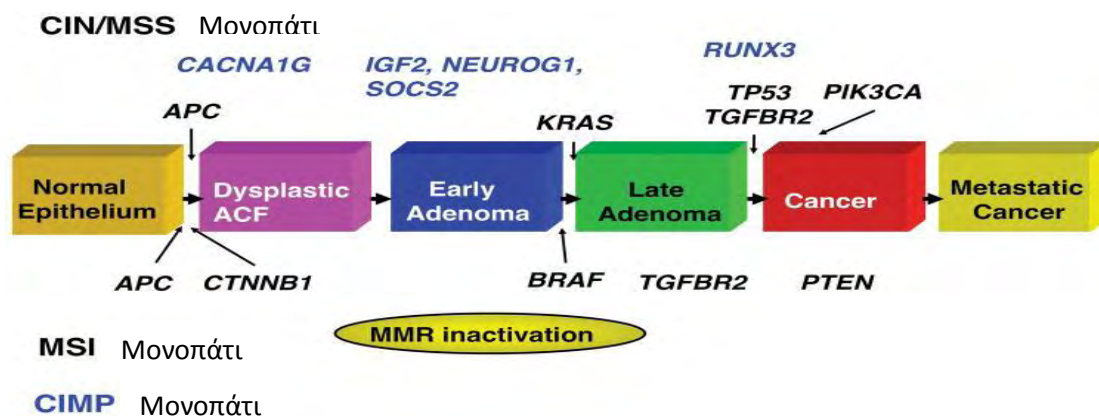 CIN/MSS Μονοπάτι
CACNA1G
IGF2, NEUROG1,
SOCS2
RUNX3
APC
KRAS
TP53
TGFBR2
PIK3CA
Normal
Epithelium
Dysplastic
ACF
Early
Adenoma
Late
Adenoma
Cancer
Metastatic
Cancer
APC
CTNNB1
BRAF
TGFBR2
PTEN
MMR inactivation
MSI Μονοπάτι
CIMP Μονοπάτι